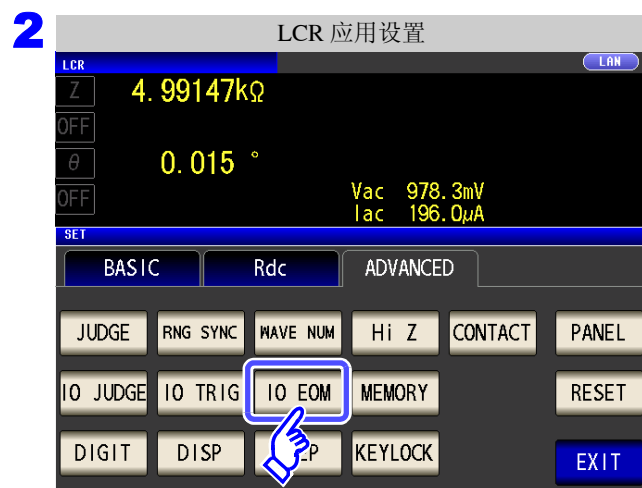 2
LCR 应用设置
LCR LAN
Z 4.99147kΩ
OFF
θ 0.015 °
OFF Vac 978.3mV
Iac 196.0μA
SET
BASIC Rdc ADVANCED
JUDGE RNG SYNC WAVE NUM Hi Z CONTACT PANEL
IO JUDGE IO TRIG IO EOM MEMORY RESET
DIGIT DISP KEYLOCK EXIT